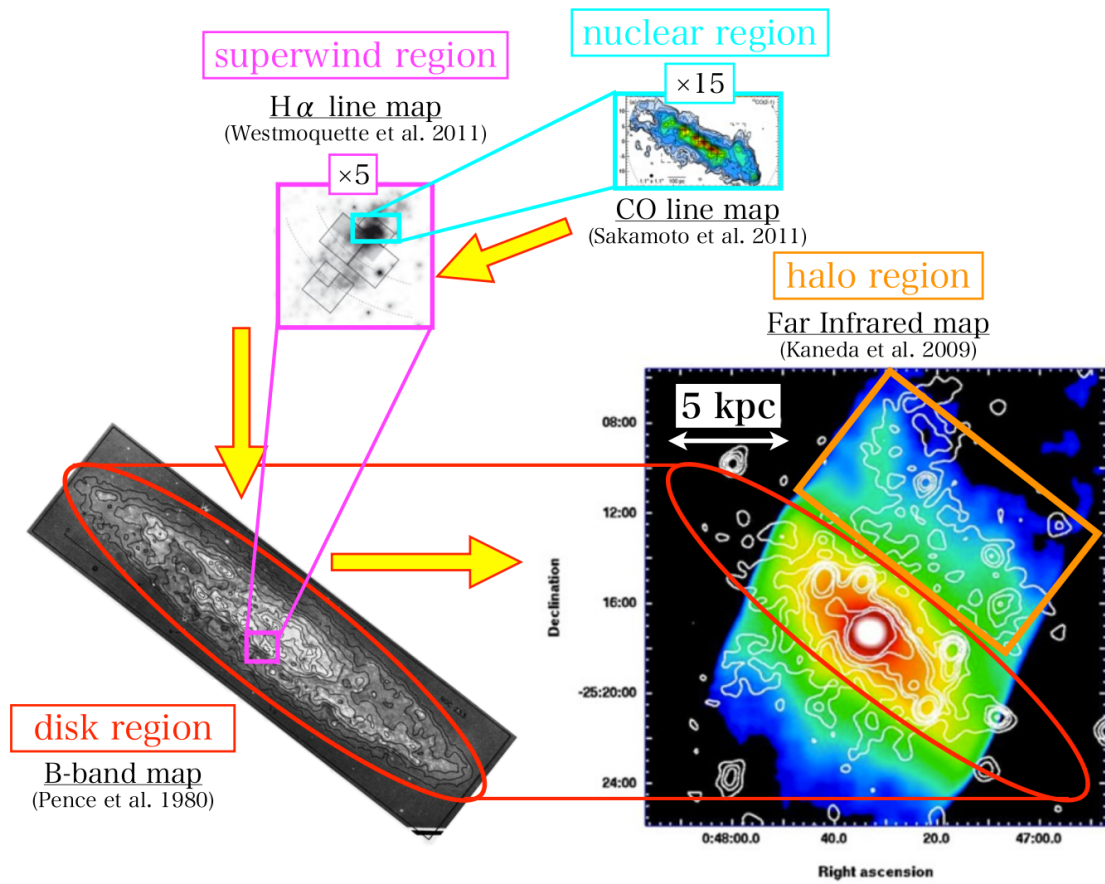 superwind region
Hα line map
(Westmoquette et al. 2011)
×5
nuclear region
×15
CO line map
(Sakamoto et al. 2011)
halo region
Far Infrared map
(Kaneda et al. 2009)
5 kpc
08:00
12:00
16:00
-25:20:00
24:00
Declination
0:48:00.0
40.0
20.0
47:00.0
Right ascension
disk region
B-band map
(Pence et al. 1980)